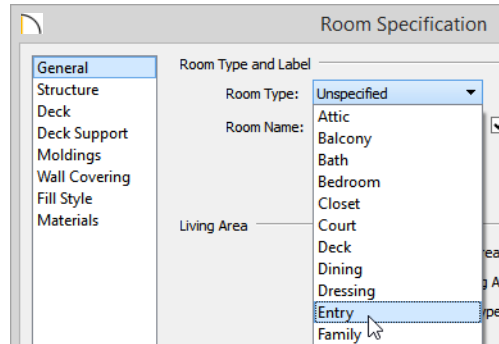 Room Specification
General
Structure
Deck
Deck Support
Moldings
Wall Covering
Fill Style
Materials
Room Type and Label
Room Type: Unspecified
Room Name:
Attic
Balcony
Bath
Bedroom
Closet
Court
Deck
Dining
Dressing
Entry
Family
Living Area